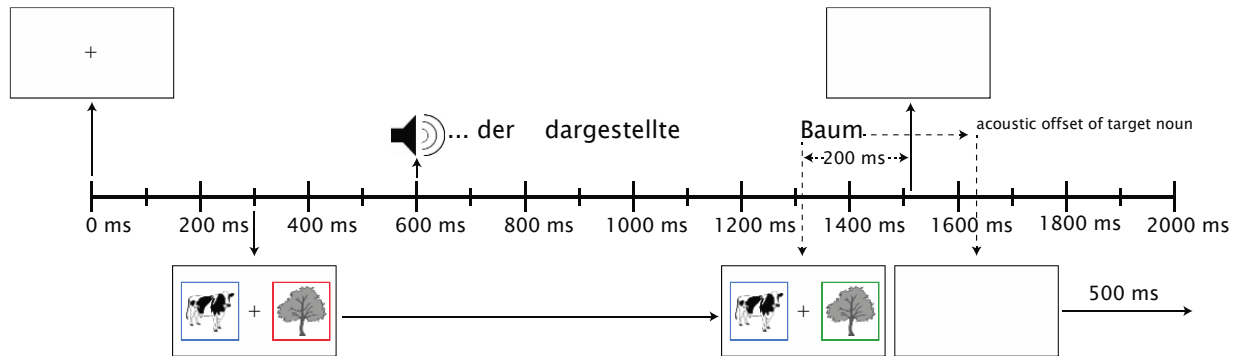 +
... der dargestellte Baum
acoustic offset of target noun
200 ms
0 ms 200 ms 400 ms 600 ms 800 ms 1000 ms 1200 ms 1400 ms 1600 ms 1800 ms 2000 ms
+ +
500 ms